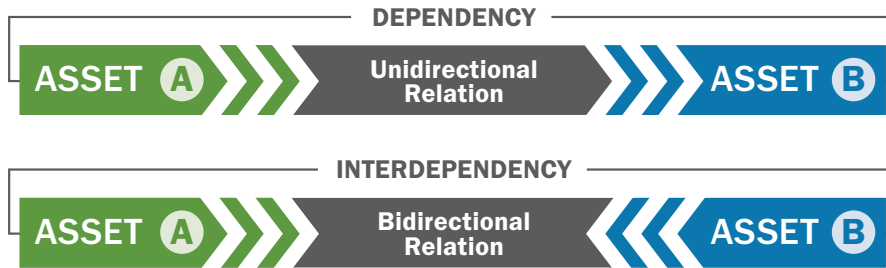 DEPENDENCY
ASSET A
Unidirectional
Relation
ASSET B
INTERDEPENDENCY
ASSET A
Bidirectional
Relation
ASSET B